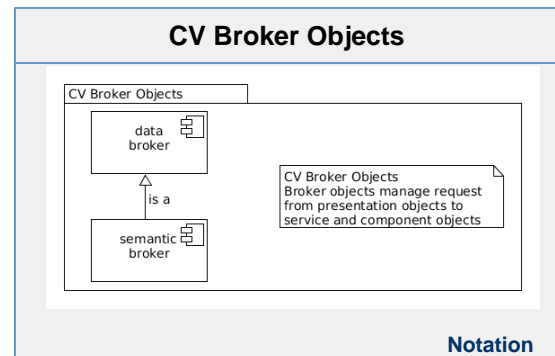 CV Broker Objects
CV Broker Objects
data
broker
is a
semantic
broker
CV Broker Objects
Broker objects manage request
from presentation objects to
service and component objects
Notation